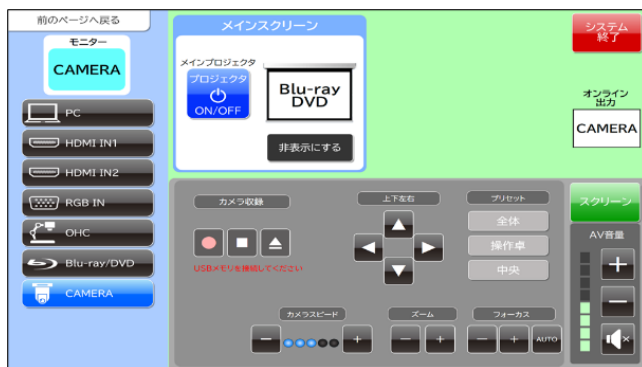 前のページへ戻る
モニター
CAMERA
PC
HDMI IN1
HDMI IN2
RGB IN
OHC
Blu-ray/DVD
CAMERA
メインスクリーン
メインプロジェクタ
プロジェクタ
ON/OFF
Blu-ray
DVD
非表示にする
システム
終了
オンライン
出力
CAMERA
カメラ収録
USBメモリを接続してください
上下左右
プリセット
全体
操作卓
中央
カメラスピード
ズーム
フォーカス
AUTO
スクリーン
AV音量